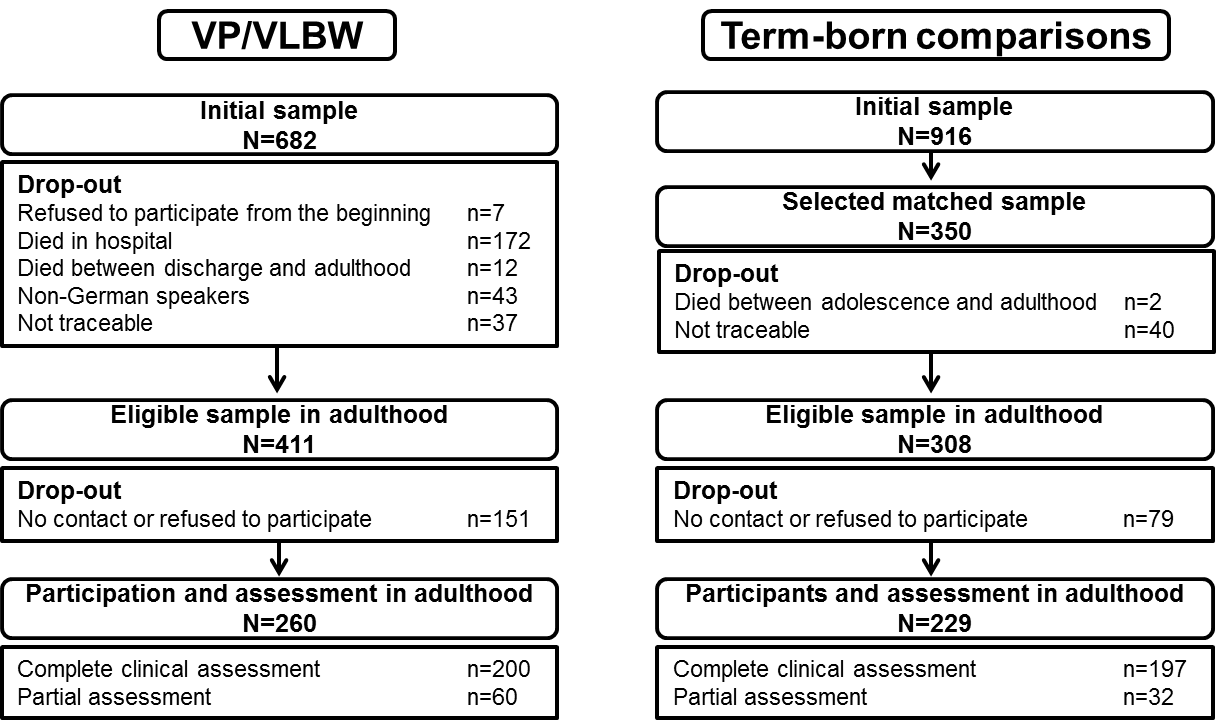 VP/VLBW
Initial sample
N=682
Drop-out
Refused to participate from the beginning n=7
Died in hospital n=172
Died between discharge and adulthood n=12
Non-German speakers n=43
Not traceable n=37
Eligible sample in adulthood
N=411
Drop-out
No contact or refused to participate n=151
Participation and assessment in adulthood
N=260
Complete clinical assessment n=200
Partial assessment n=60
Term-born comparisons
Initial sample
N=916
Selected matched sample
N=350
Drop-out
Died between adolescence and adulthood n=2
Not traceable n=40
Eligible sample in adulthood
N=308
Drop-out
No contact or refused to participate n=79
Participants and assessment in adulthood
N=229
Complete clinical assessment n=197
Partial assessment n=32